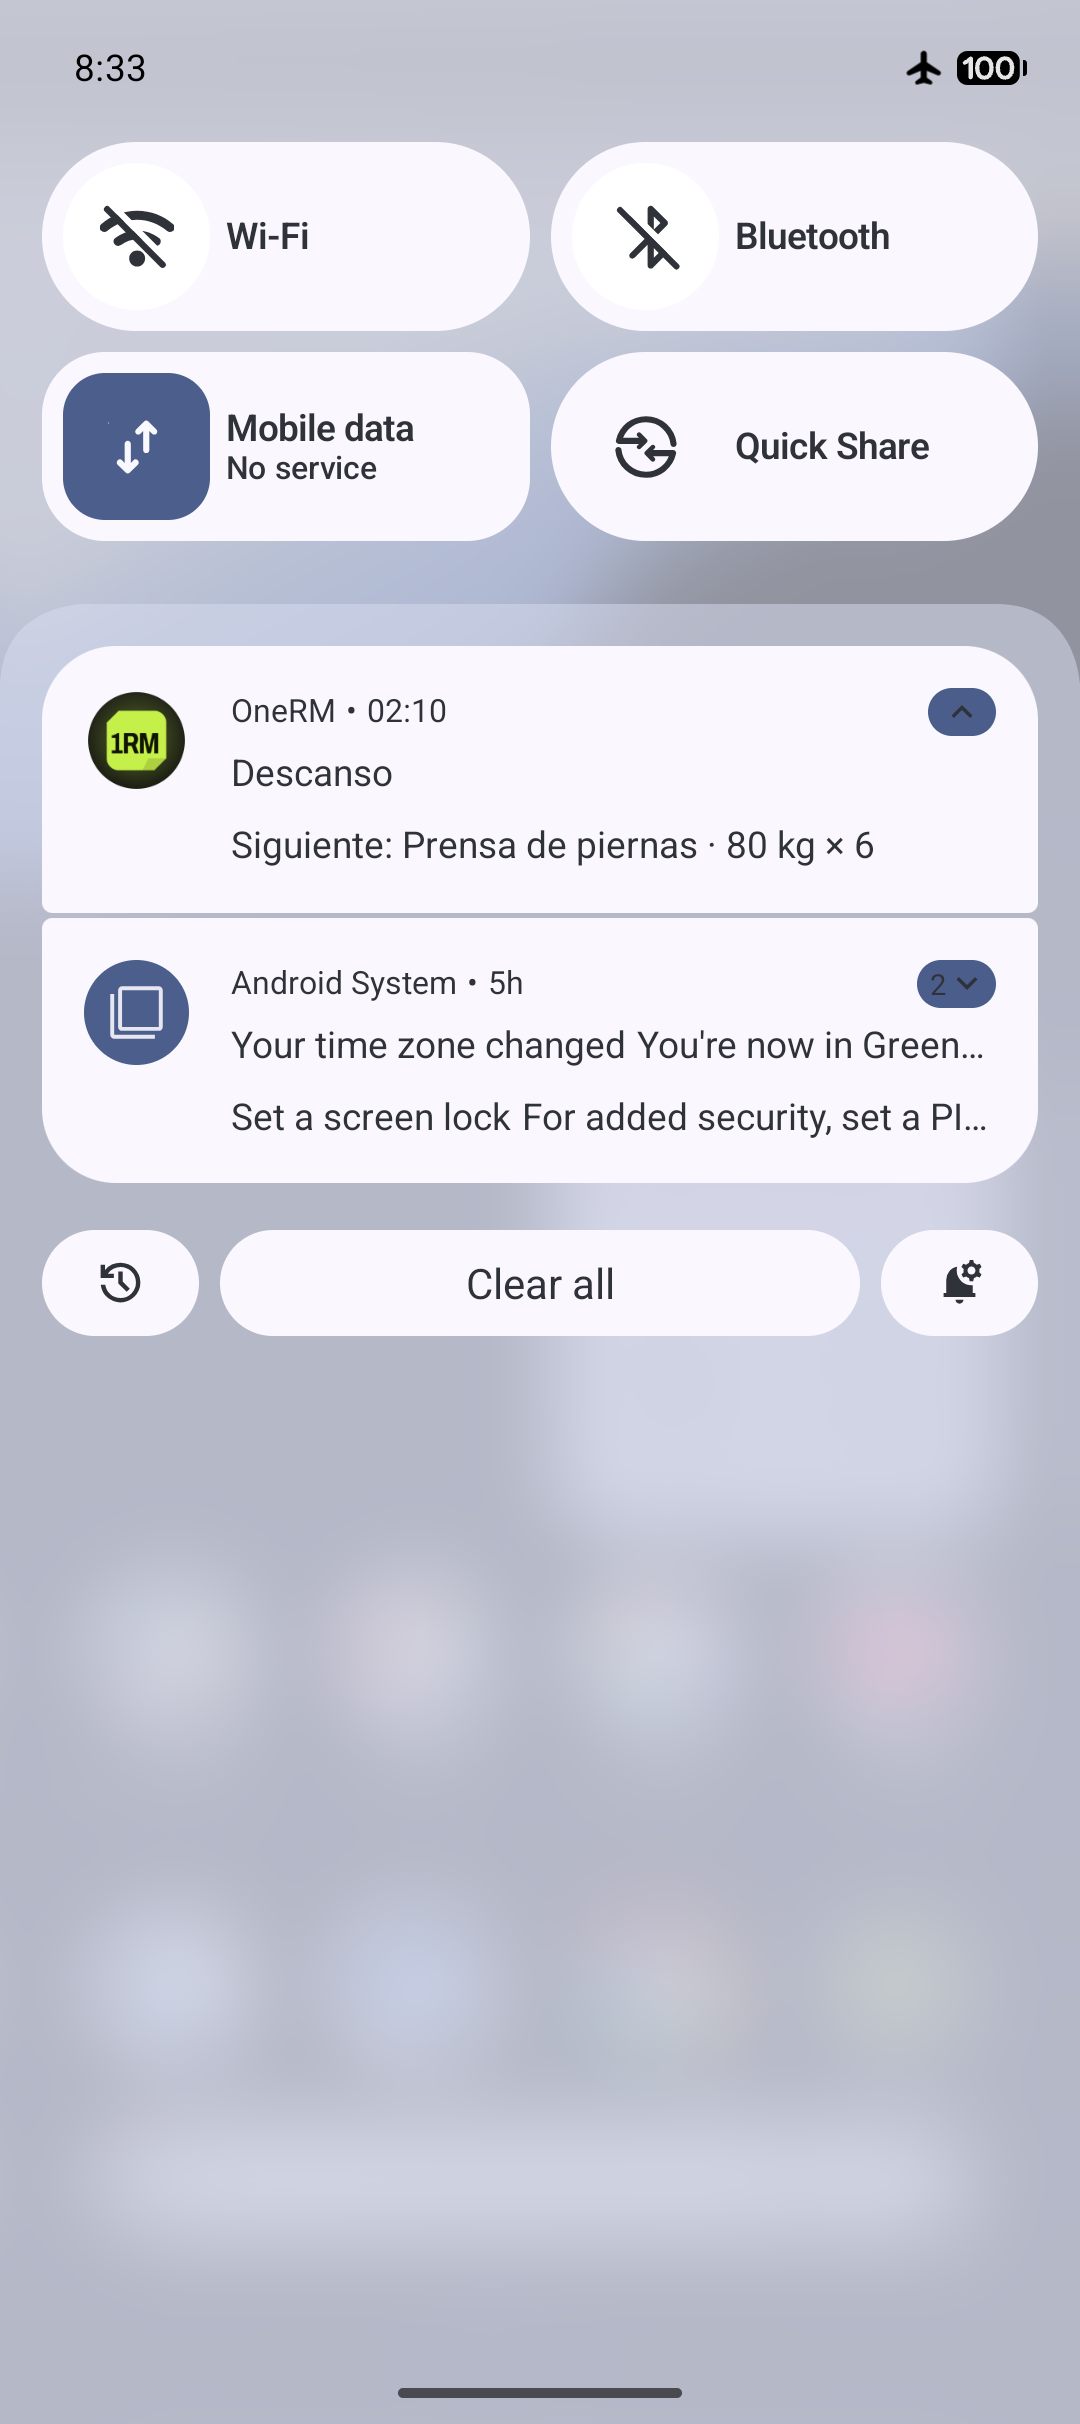 8:33
100
Wi-Fi
Bluetooth
Mobile data
No service
Quick Share
1RM
OneRM • 02:10
Descanso
Siguiente: Prensa de piernas · 80 kg × 6
Android System • 5h
2
Your time zone changed You're now in Green…
Set a screen lock For added security, set a PI…
Clear all